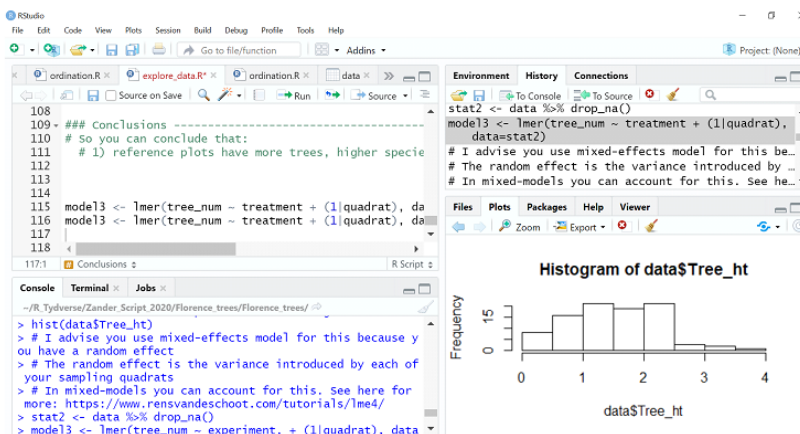 RStudio
File Edit Code View Plots Session Build Debug Profile Tools Help
Go to file/function Addins Project: (None)
ordination.R explore_data.R* ordination.R data
Source on Save Run Source
108
109 ### Conclusions ------------------------------------
110 # So you can conclude that:
111 # 1) reference plots have more trees, higher specie
112
113
114
115 model3 <- lmer(tree_num ~ treatment + (1|quadrat), da
116 model3 <- lmer(tree_num ~ treatment + (1|quadrat), da
117
118
117:1 Conclusions R Script
Console Terminal Jobs
~/R_Tydverse/Zander_Script_2020/Florence_trees/Florence_trees/
> hist(data$Tree_ht)
> # I advise you use mixed-effects model for this because y
ou have a random effect
> # The random effect is the variance introduced by each of
your sampling quadrats
> # In mixed-models you can account for this. See here for
more: https://www.rensvandeschoot.com/tutorials/lme4/
> stat2 <- data %>% drop_na()
> model3 <- lmer(tree_num ~ experiment, + (1|quadrat), data
Environment History Connections
To Console To Source
stat2 <- data %>% drop_na()
model3 <- lmer(tree_num ~ treatment + (1|quadrat),
data=stat2)
# I advise you use mixed-effects model for this be...
# The random effect is the variance introduced by ...
# In mixed-models you can account for this. See he...
Files Plots Packages Help Viewer
Zoom Export
Histogram of data$Tree_ht
Frequency
15
0
0 1 2 3 4
data$Tree_ht